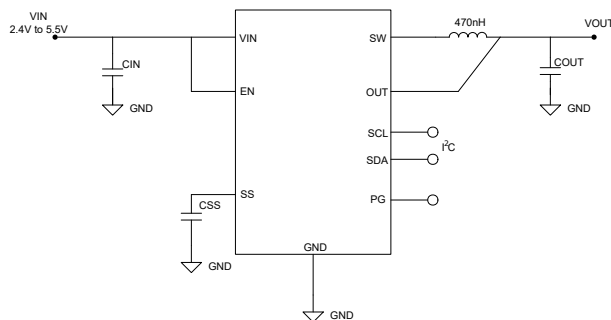 VIN
2.4V to 5.5V
CIN
GND
VIN
EN
SS
CSS
GND
GND
GND
SW
OUT
SCL
SDA
PG
I²C
470nH
VOUT
COUT
GND